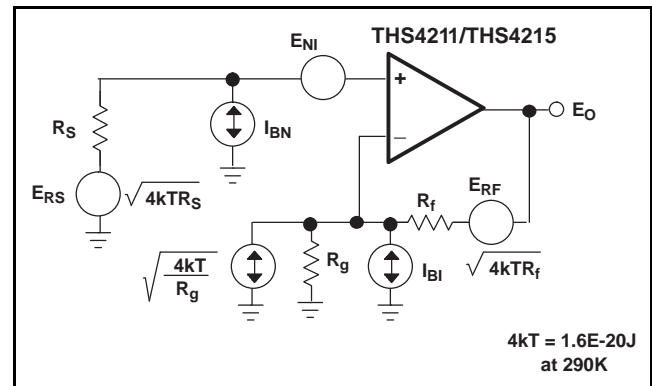 THS4211/THS4215
E_NI
+
R_S
I_BN
E_O
–
E_RS
√4kTR_S
R_f
E_RF
√(4kT/R_g)
R_g
I_BI
√4kTR_f
4kT = 1.6E-20J
at 290K